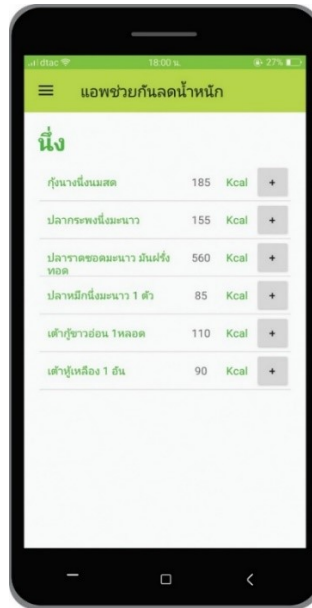 dtac 18:00 น. 27%
แอพช่วยกันลดน้ำหนัก
นึ่ง
กุ้งนางนึ่งนมสด 185 Kcal +
ปลากระพงนึ่งมะนาว 155 Kcal +
ปลาราดซอดมะนาว มันฝรั่ง 560 Kcal +
ทอด
ปลาหมึกนึ่งมะนาว 1 ตัว 85 Kcal +
เต้าหู้ขาวอ่อน 1หลอด 110 Kcal +
เต้าหู้เหลือง 1 อัน 90 Kcal +